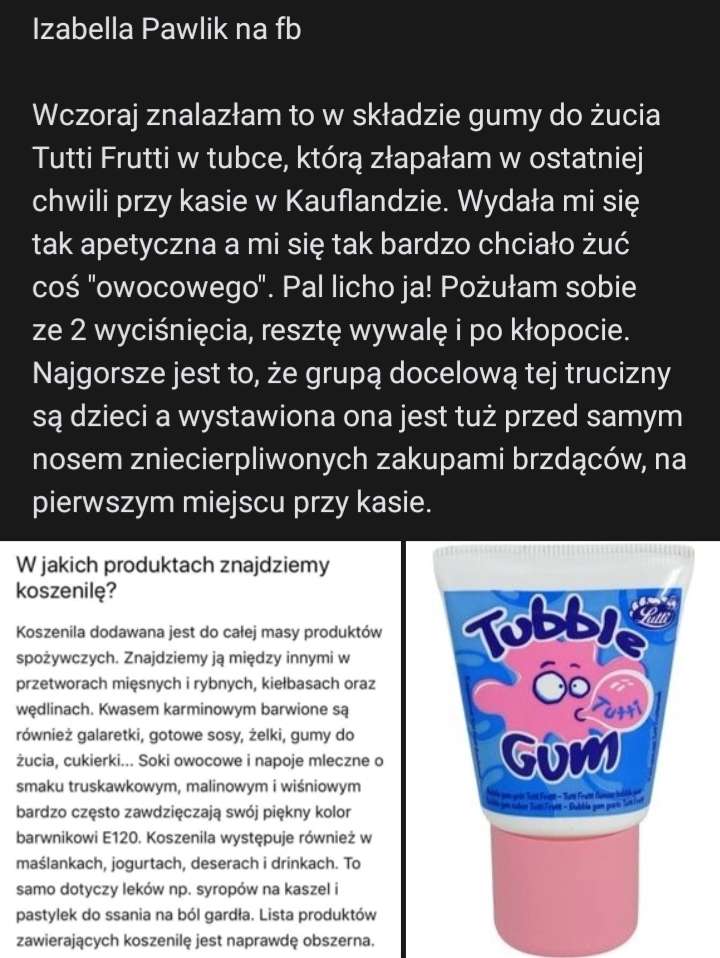 Izabella Pawlik na fb
Wczoraj znalazłam to w składzie gumy do żucia
Tutti Frutti w tubce, którą złapałam w ostatniej
chwili przy kasie w Kauflandzie. Wydała mi się
tak apetyczna a mi się tak bardzo chciało żuć
coś "owocowego". Pal licho ja! Pożułam sobie
ze 2 wyciśnięcia, resztę wywalę i po kłopocie.
Najgorsze jest to, że grupą docelową tej trucizny
są dzieci a wystawiona ona jest tuż przed samym
nosem zniecierpliwonych zakupami brzdąców, na
pierwszym miejscu przy kasie.
W jakich produktach znajdziemy
koszenilę?
Koszenila dodawana jest do całej masy produktów
spożywczych. Znajdziemy ją między innymi w
przetworach mięsnych i rybnych, kiełbasach oraz
wędlinach. Kwasem karminowym barwione są
również galaretki, gotowe sosy, żelki, gumy do
żucia, cukierki... Soki owocowe i napoje mleczne o
smaku truskawkowym, malinowym i wiśniowym
bardzo często zawdzięczają swój piękny kolor
barwnikowi E120. Koszenila występuje również w
maślankach, jogurtach, deserach i drinkach. To
samo dotyczy leków np. syropów na kaszel i
pastylek do ssania na ból gardła. Lista produktów
zawierających koszenilę jest naprawdę obszerna.
Lutti
Tubble
Tutti
Gum